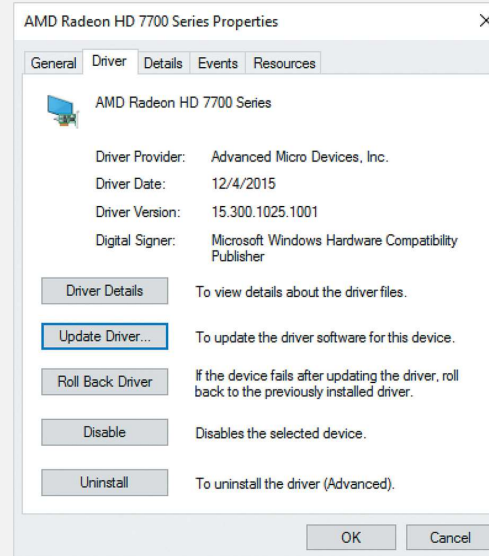 AMD Radeon HD 7700 Series Properties
General Driver Details Events Resources
AMD Radeon HD 7700 Series
Driver Provider: Advanced Micro Devices, Inc.
Driver Date: 12/4/2015
Driver Version: 15.300.1025.1001
Digital Signer: Microsoft Windows Hardware Compatibility
Publisher
Driver Details To view details about the driver files.
Update Driver... To update the driver software for this device.
Roll Back Driver If the device fails after updating the driver, roll
back to the previously installed driver.
Disable Disables the selected device.
Uninstall To uninstall the driver (Advanced).
OK Cancel